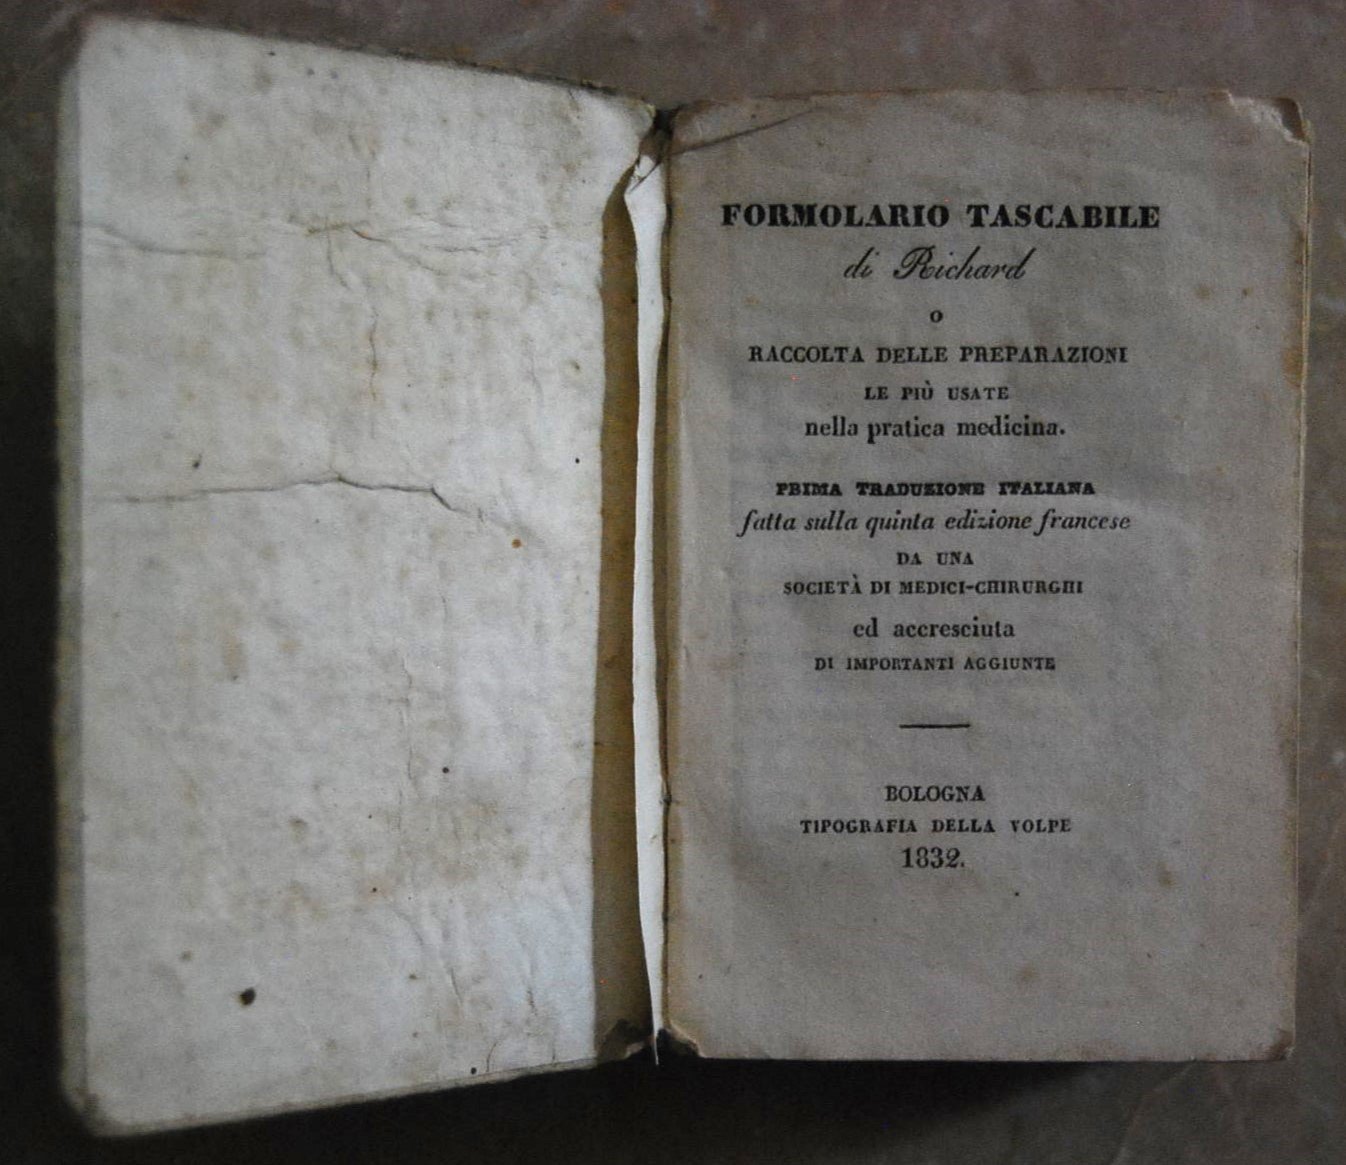 FORMOLARIO TASCABILE
di Richard
O
RACCOLTA DELLE PREPARAZIONI
LE PIÙ USATE
nella pratica medicina.
PRIMA TRADUZIONE ITALIANA
fatta sulla quinta edizione francese
DA UNA
SOCIETÀ DI MEDICI-CHIRURGHI
ed accresciuta
DI IMPORTANTI AGGIUNTE
BOLOGNA
TIPOGRAFIA DELLA VOLPE
1832.